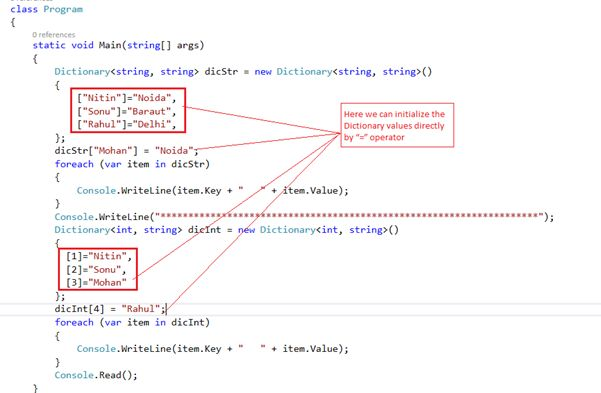 class Program
{
0 references
static void Main(string[] args)
{
Dictionary<string, string> dicStr = new Dictionary<string, string>()
{
["Nitin"]="Noida",
["Sonu"]="Baraut",
["Rahul"]="Delhi",
};
dicStr["Mohan"] = "Noida";
foreach (var item in dicStr)
{
Console.WriteLine(item.Key + "   " + item.Value);
}
Console.WriteLine("********************************************************************");
Dictionary<int, string> dicInt = new Dictionary<int, string>()
{
[1]="Nitin",
[2]="Sonu",
[3]="Mohan"
};
dicInt[4] = "Rahul";
foreach (var item in dicInt)
{
Console.WriteLine(item.Key + "   " + item.Value);
}
Console.Read();
}
Here we can initialize the
Dictionary values directly
by "=" operator